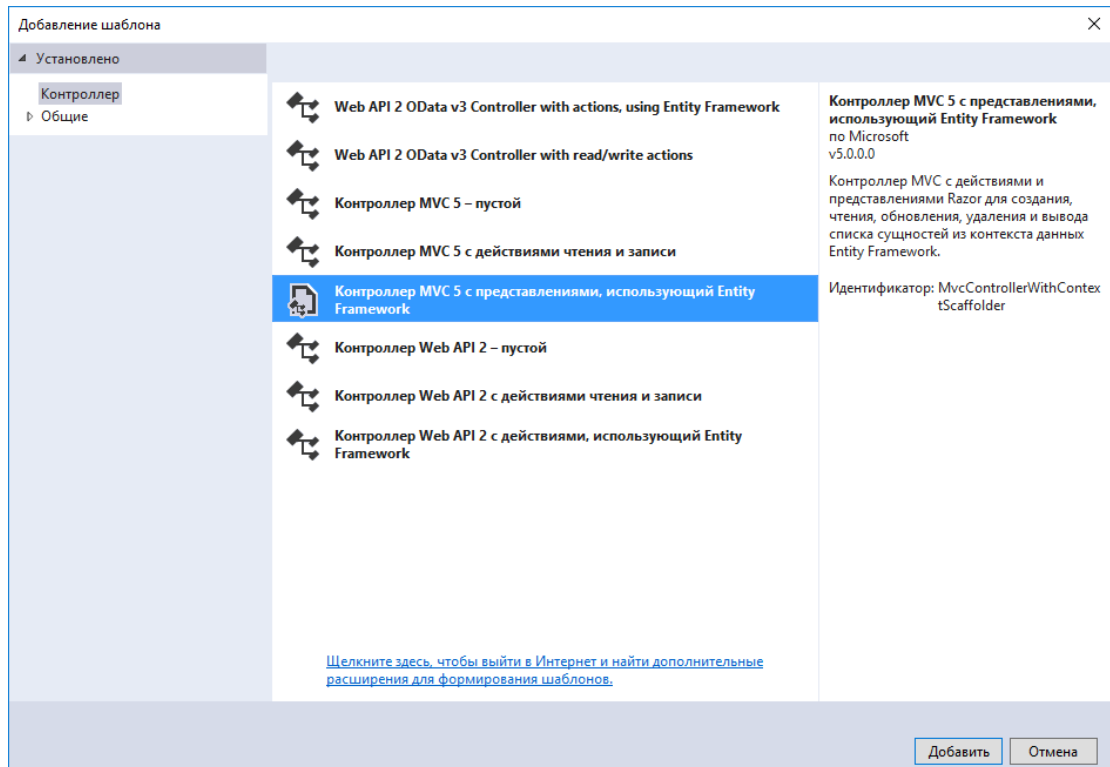 Добавление шаблона
Установлено
Контроллер
Общие
Web API 2 OData v3 Controller with actions, using Entity Framework
Web API 2 OData v3 Controller with read/write actions
Контроллер MVC 5 – пустой
Контроллер MVC 5 с действиями чтения и записи
Контроллер MVC 5 с представлениями, использующий Entity
Framework
Контроллер Web API 2 – пустой
Контроллер Web API 2 с действиями чтения и записи
Контроллер Web API 2 с действиями, использующий Entity
Framework
Щелкните здесь, чтобы выйти в Интернет и найти дополнительные
расширения для формирования шаблонов.
Контроллер MVC 5 с представлениями,
использующий Entity Framework
по Microsoft
v5.0.0.0
Контроллер MVC с действиями и
представлениями Razor для создания,
чтения, обновления, удаления и вывода
списка сущностей из контекста данных
Entity Framework.
Идентификатор: MvcControllerWithContex
tScaffolder
Добавить
Отмена